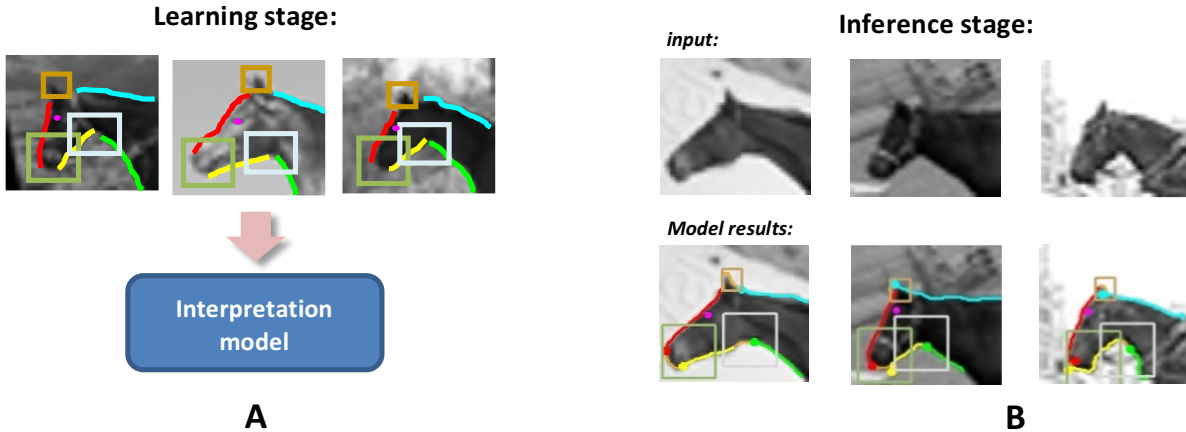 Learning stage:
Interpretation
model
A
Inference stage:
input:
Model results:
B